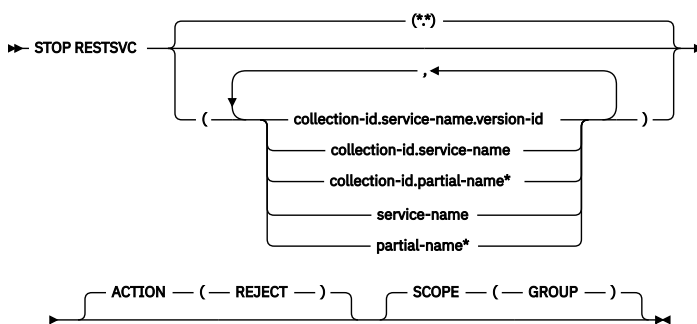 (*.*)
STOP RESTSVC
,
( collection-id.service-name.version-id )
collection-id.service-name
collection-id.partial-name*
service-name
partial-name*
ACTION ( REJECT ) SCOPE ( GROUP )